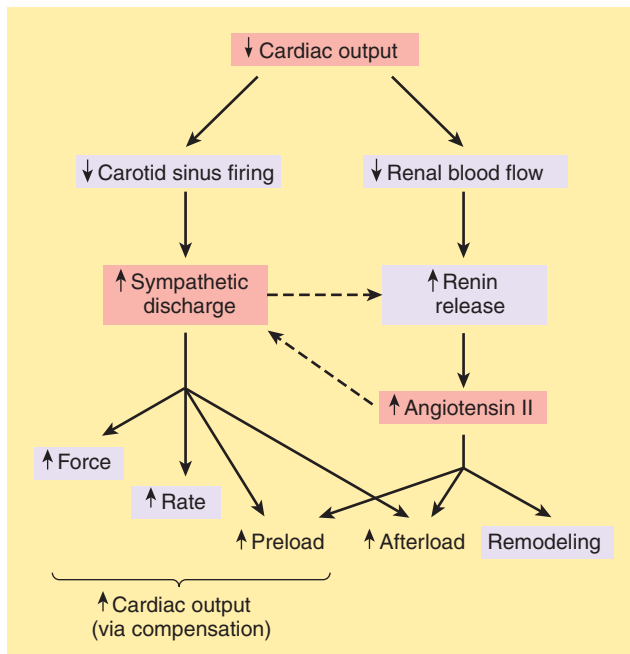 ↓ Cardiac output
↓ Carotid sinus firing
↓ Renal blood flow
↑ Sympathetic
discharge
↑ Renin
release
↑ Angiotensin II
↑ Force
↑ Rate
↑ Preload
↑ Afterload
Remodeling
↑ Cardiac output
(via compensation)